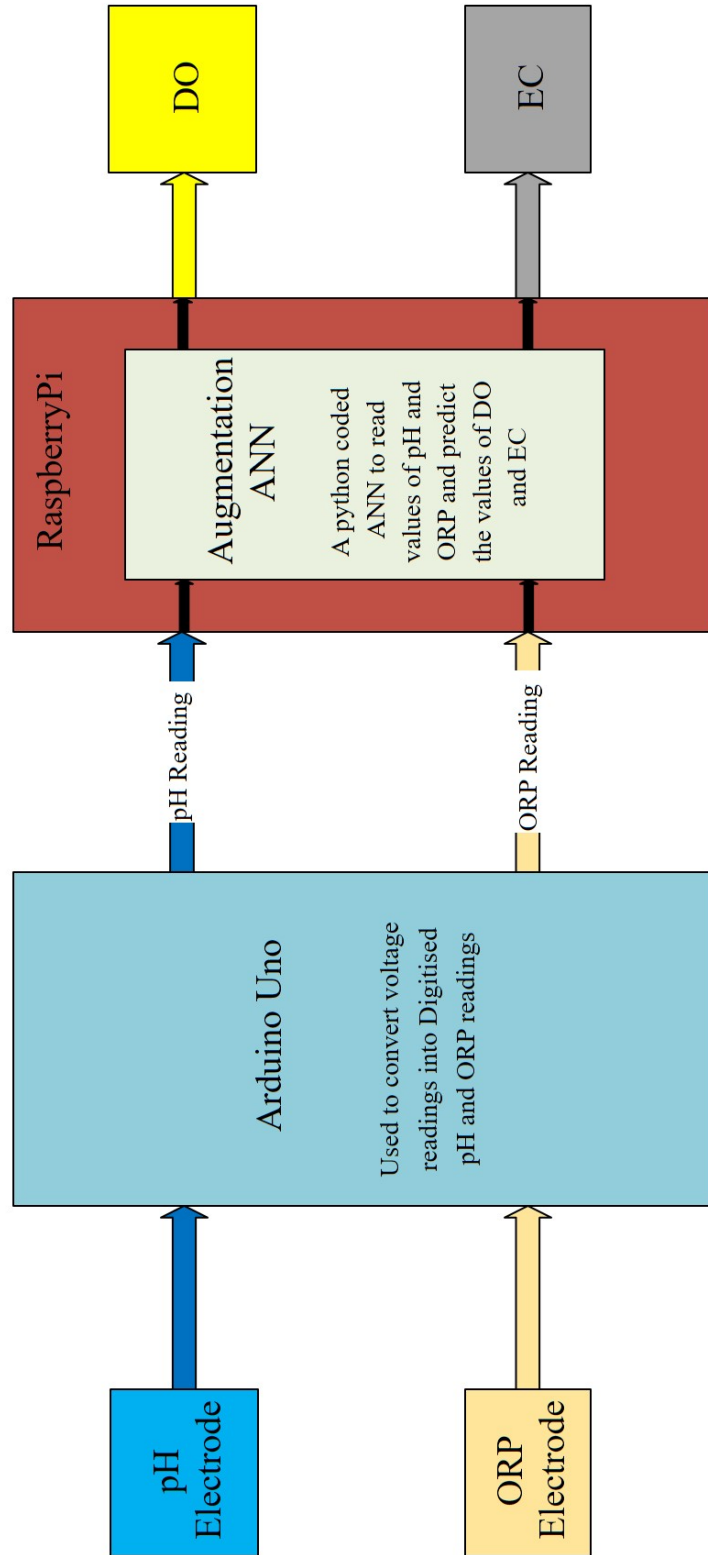 pH
Electrode
ORP
Electrode
Arduino Uno
Used to convert voltage
readings into Digitised
pH and ORP readings
pH Reading
ORP Reading
RaspberryPi
Augmentation
ANN
A python coded
ANN to read
values of pH and
ORP and predict
the values of DO
and EC
DO
EC